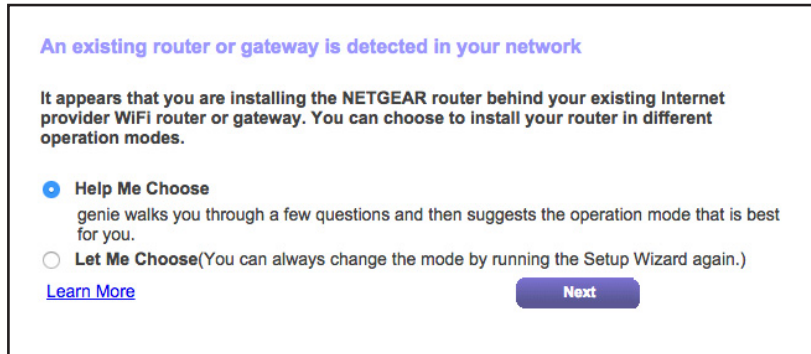 An existing router or gateway is detected in your network
It appears that you are installing the NETGEAR router behind your existing Internet
provider WiFi router or gateway. You can choose to install your router in different
operation modes.
Help Me Choose
genie walks you through a few questions and then suggests the operation mode that is best
for you.
Let Me Choose(You can always change the mode by running the Setup Wizard again.)
Learn More
Next